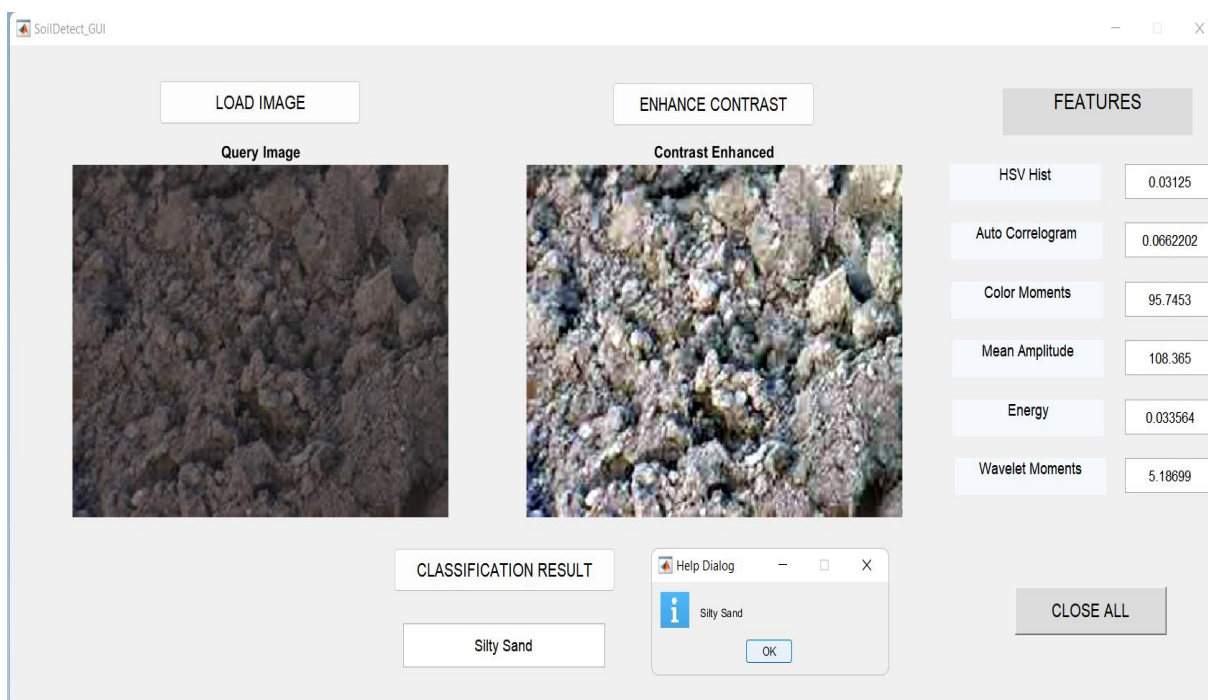 SoilDetect_GUI
LOAD IMAGE
ENHANCE CONTRAST
FEATURES
Query Image
Contrast Enhanced
HSV Hist
0.03125
Auto Correlogram
0.0662202
Color Moments
95.7453
Mean Amplitude
108.365
Energy
0.033564
Wavelet Moments
5.18699
CLASSIFICATION RESULT
Silty Sand
Help Dialog
Silty Sand
OK
CLOSE ALL